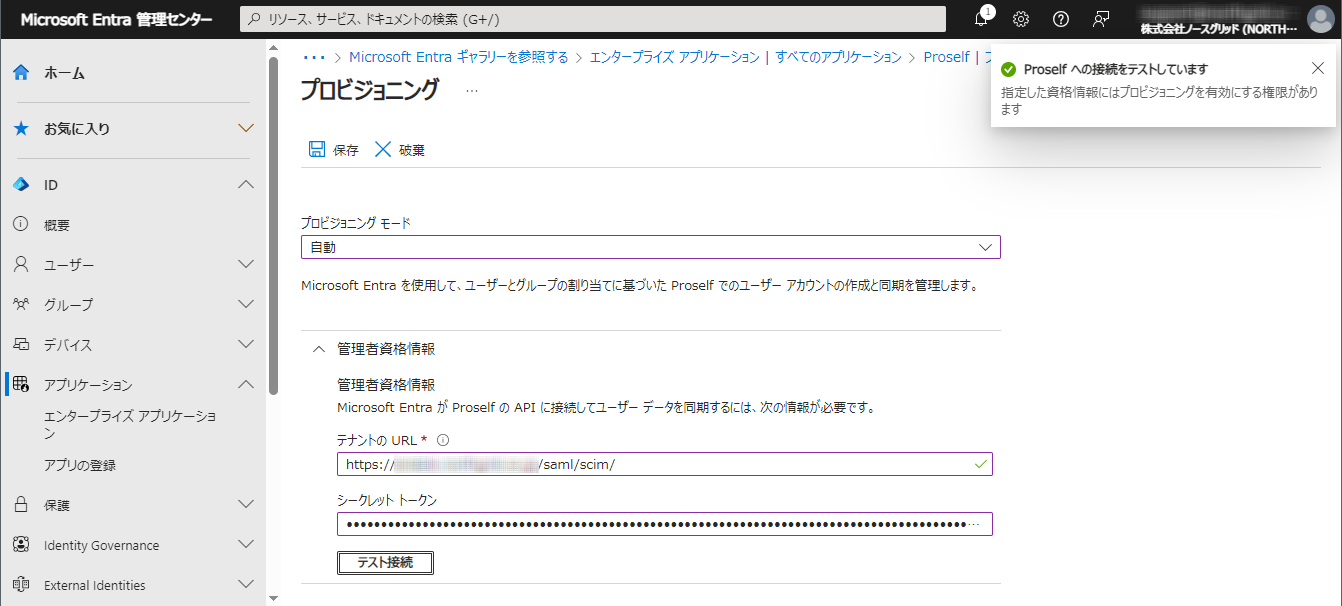 Microsoft Entra 管理センター
リソース、サービス、ドキュメントの検索 (G+/)
1
株式会社ノースグリッド (NORTH…
ホーム
お気に入り
ID
概要
ユーザー
グループ
デバイス
アプリケーション
エンタープライズ アプリケーショ
ン
アプリの登録
保護
Identity Governance
External Identities
… > Microsoft Entra ギャラリーを参照する > エンタープライズ アプリケーション | すべてのアプリケーション > Proself | プ
プロビジョニング …
Proself への接続をテストしています
指定した資格情報にはプロビジョニングを有効にする権限があり
ます
保存 破棄
プロビジョニング モード
自動
Microsoft Entra を使用して、ユーザーとグループの割り当てに基づいた Proself でのユーザー アカウントの作成と同期を管理します。
管理者資格情報
管理者資格情報
Microsoft Entra が Proself の API に接続してユーザー データを同期するには、次の情報が必要です。
テナントの URL *
https:// /saml/scim/
シークレット トークン
テスト接続